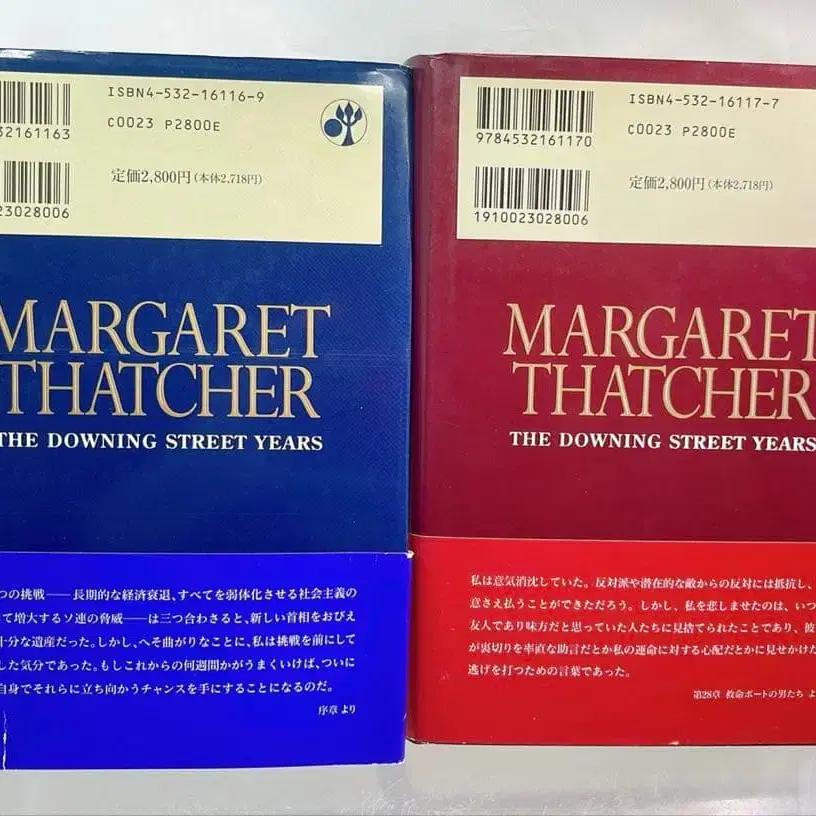 ISBN4-532-16116-9
C0023 P2800E
32161163
定価2,800円(本体2,718円)
23028006
MARGARET
THATCHER
THE DOWNING STREET YEARS
つの挑戦――長期的な経済衰退、すべてを弱体化させる社会主義の
て増大するソ連の脅威――は三つ合わさると、新しい首相をおびえ
十分な遺産だった。しかし、へそ曲がりなことに、私は挑戦を前にして
した気分であった。もしこれからの何週間かがうまくいけば、ついに
自身でそれらに立ち向かうチャンスを手にすることになるのだ。
序章 より
ISBN4-532-16117-7
C0023 P2800E
9784532161170
定価2,800円(本体2,718円)
1910023028006
MARGARET
THATCHER
THE DOWNING STREET YEARS
私は意気消沈していた。反対派や潜在的な敵からの反対には抵抗し、
意さえ払うことができただろう。しかし、私を悲しませたのは、いつ
友人であり味方だと思っていた人たちに見捨てられたことであり、彼
が裏切りを率直な助言だとか私の運命に対する心配だとかに見せかけた
逃げを打つための言葉であった。
第28章 救命ボートの男たち よ